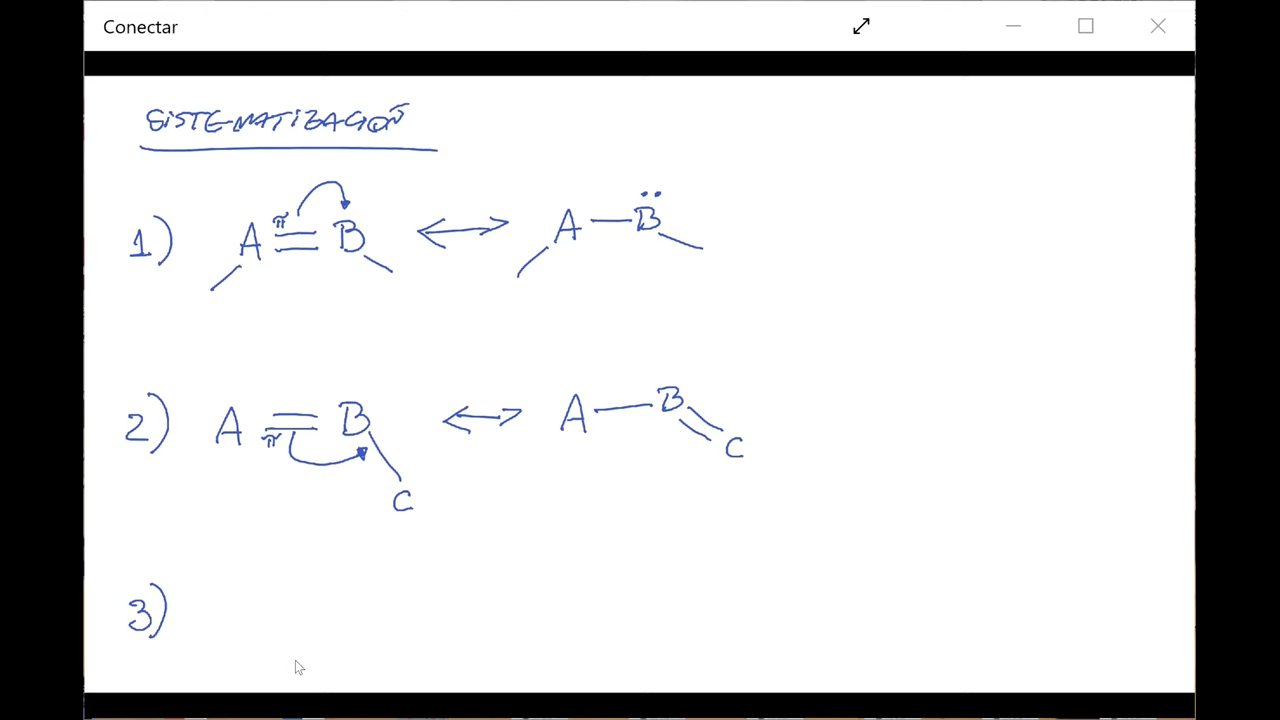 Conectar
SISTEMATIZACIÓN
1) A π = B ⟷ A — B̈
2) A π = B C ⟷ A — B = C
3)